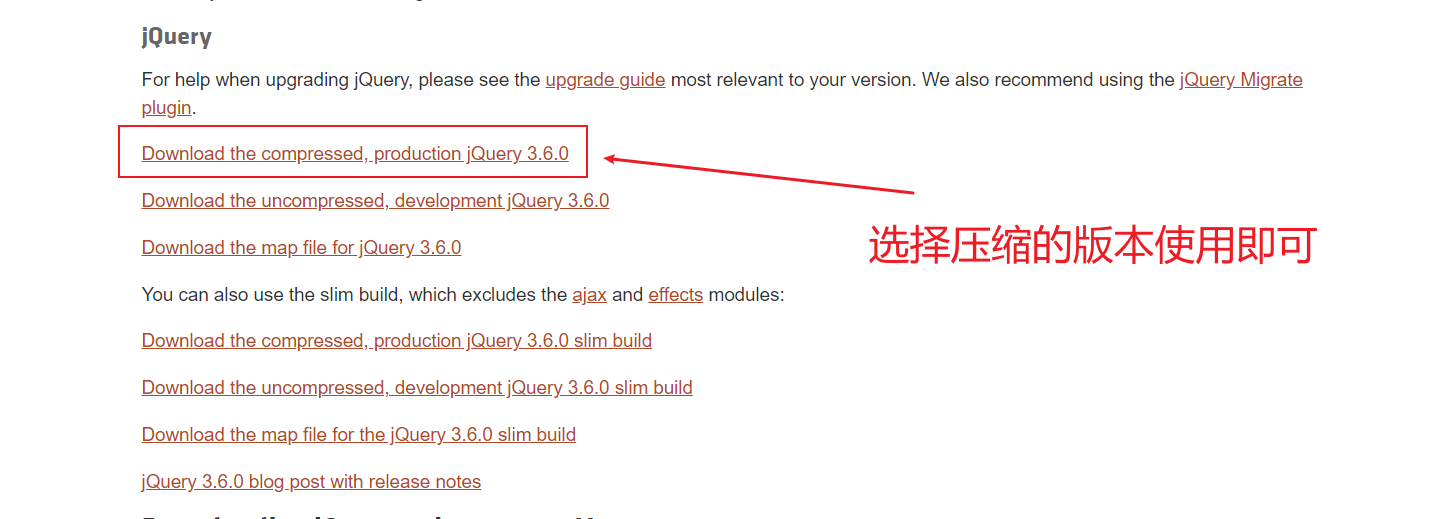 jQuery
For help when upgrading jQuery, please see the upgrade guide most relevant to your version. We also recommend using the jQuery Migrate
plugin.
Download the compressed, production jQuery 3.6.0
Download the uncompressed, development jQuery 3.6.0
选择压缩的版本使用即可
Download the map file for jQuery 3.6.0
You can also use the slim build, which excludes the ajax and effects modules:
Download the compressed, production jQuery 3.6.0 slim build
Download the uncompressed, development jQuery 3.6.0 slim build
Download the map file for the jQuery 3.6.0 slim build
jQuery 3.6.0 blog post with release notes